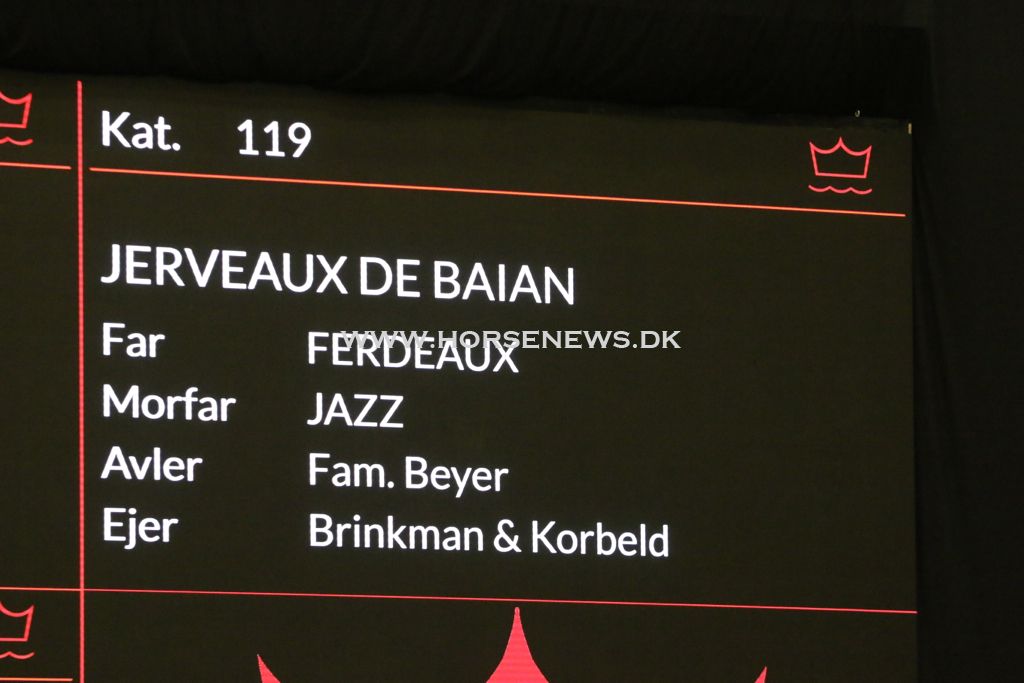 Kat. 119
JERVEAUX DE BAIAN
WWW.HORSENEWS.DK
Far FERDEAUX
Morfar JAZZ
Avler Fam. Beyer
Ejer Brinkman & Korbeld